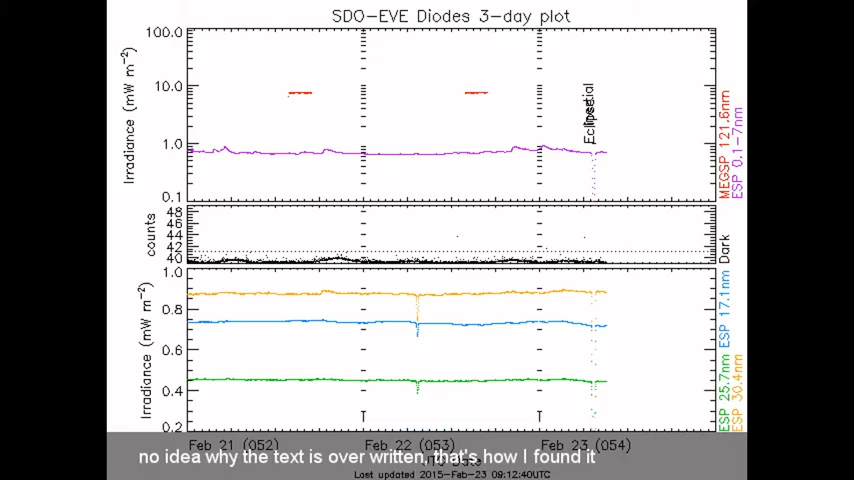 SDO-EVE Diodes 3-day plot
100.0
10.0
1.0
0.1
Irradiance (mW m⁻²)
MEGSP 121.6nm
ESP 0.1-7nm
48
46
44
42
40
counts
Dark
1.0
0.8
0.6
0.4
0.2
Irradiance (mW m⁻²)
ESP 17.1nm
ESP 25.7nm
ESP 30.4nm
Feb 21 (052)
Feb 22 (053)
Feb 23 (054)
no idea why the text is over written, that's how I found it
UTC Date
Last updated 2015-Feb-23 09:12:40UTC